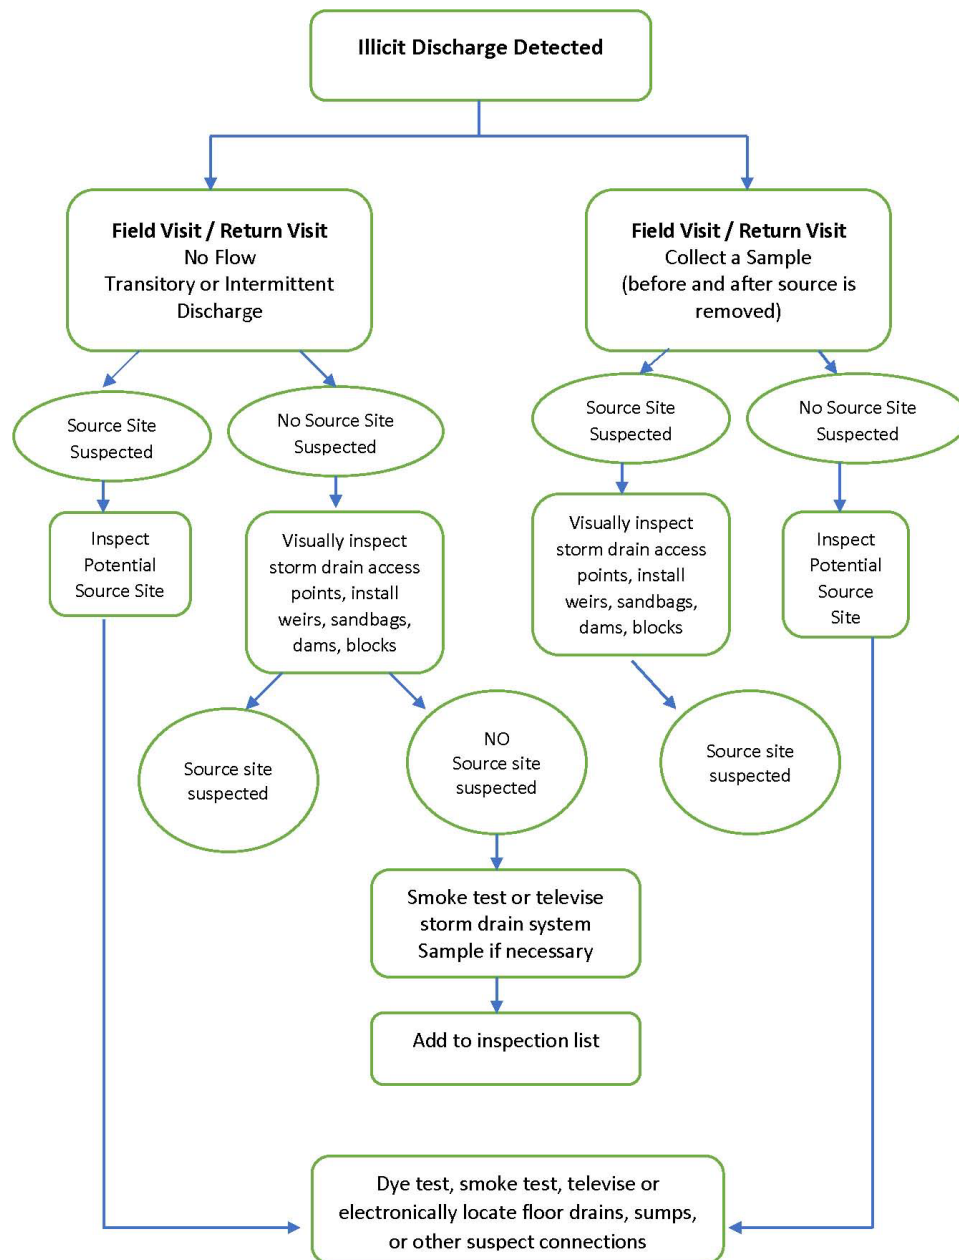 Illicit Discharge Detected
Field Visit / Return Visit
No Flow
Transitory or Intermittent
Discharge
Field Visit / Return Visit
Collect a Sample
(before and after source is
removed)
Source Site
Suspected
No Source Site
Suspected
Source Site
Suspected
No Source Site
Suspected
Inspect
Potential
Source Site
Visually inspect
storm drain access
points, install
weirs, sandbags,
dams, blocks
Visually inspect
storm drain access
points, install
weirs, sandbags,
dams, blocks
Inspect
Potential
Source
Site
Source site
suspected
NO
Source site
suspected
Source site
suspected
Smoke test or televise
storm drain system
Sample if necessary
Add to inspection list
Dye test, smoke test, televise or
electronically locate floor drains, sumps,
or other suspect connections